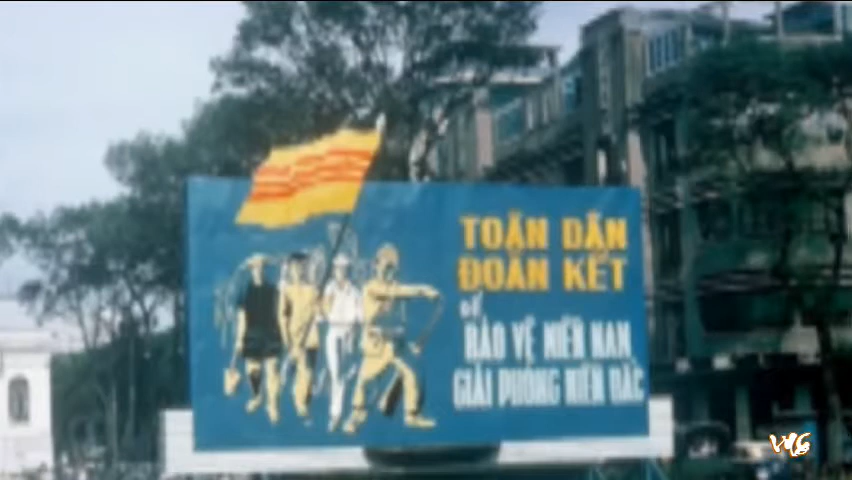 TOÀN DÂN
ĐOÀN KẾT
để
BẢO VỆ MIỀN NAM
GIẢI PHÓNG MIỀN BẮC